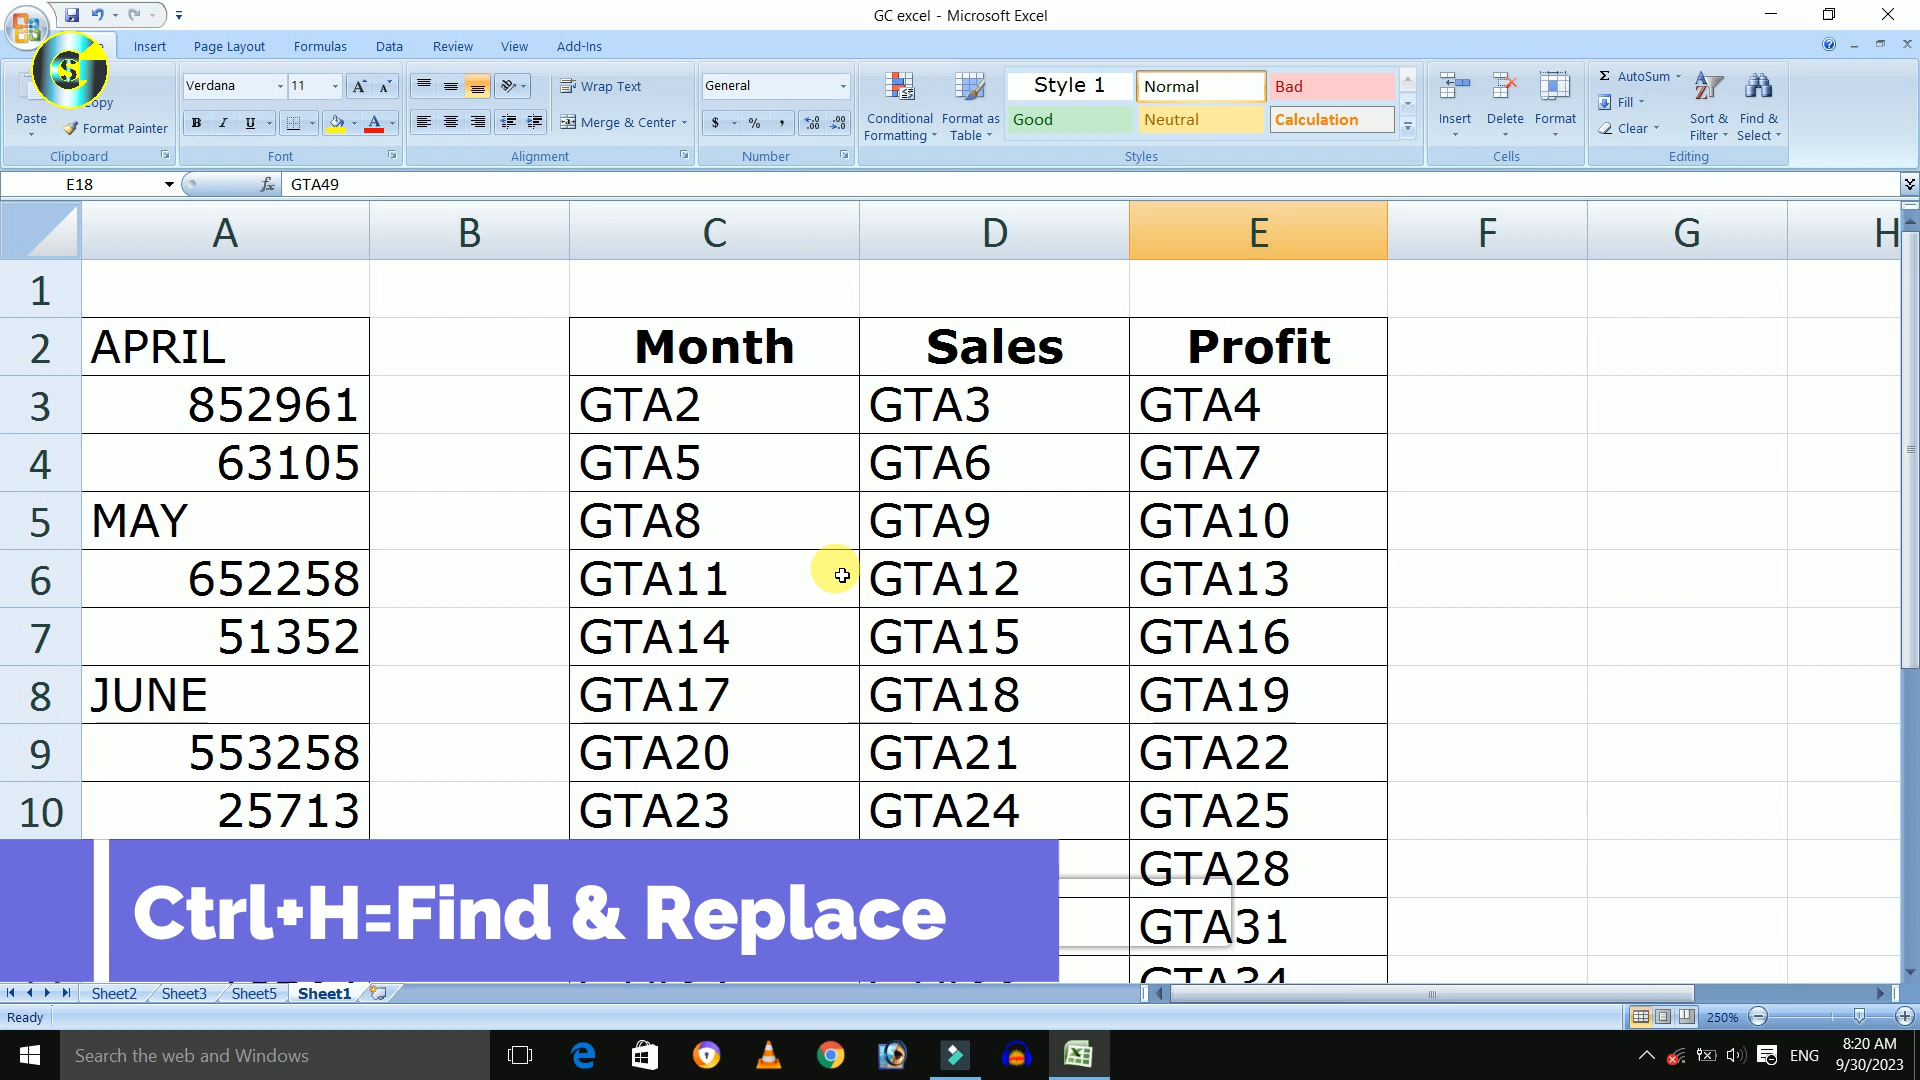 GC excel - Microsoft Excel
Insert Page Layout Formulas Data Review View Add-Ins
Verdana 11 Wrap Text General Style 1 Normal Bad AutoSum
Copy
Paste Format Painter Merge & Center Conditional Formatting Format as Table Good Neutral Calculation Insert Delete Format Fill Clear Sort & Filter Find & Select
Clipboard Font Alignment Number Styles Cells Editing
E18 fx GTA49
A B C D E F G H
1
2 APRIL Month Sales Profit
3 852961 GTA2 GTA3 GTA4
4 63105 GTA5 GTA6 GTA7
5 MAY GTA8 GTA9 GTA10
6 652258 GTA11 GTA12 GTA13
7 51352 GTA14 GTA15 GTA16
8 JUNE GTA17 GTA18 GTA19
9 553258 GTA20 GTA21 GTA22
10 25713 GTA23 GTA24 GTA25
GTA28
Ctrl+H=Find & Replace
GTA31
GTA34
Sheet2 Sheet3 Sheet5 Sheet1
Ready 250%
Search the web and Windows ENG 8:20 AM
9/30/2023